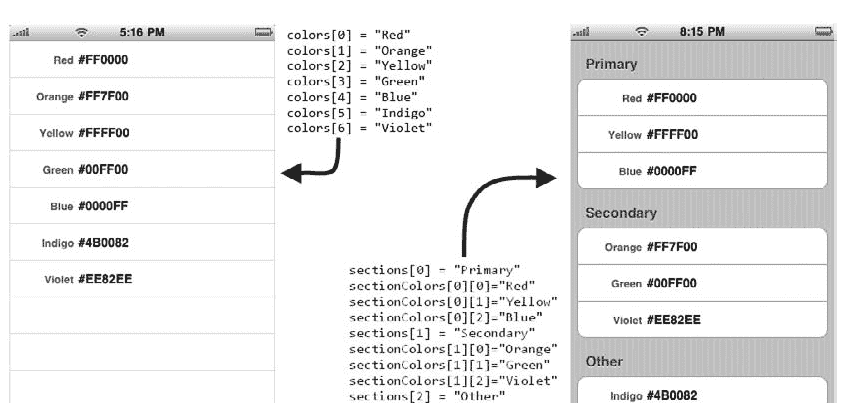 5:16 PM
Red #FF0000
Orange #FF7F00
Yellow #FFFF00
Green #00FF00
Blue #0000FF
Indigo #4B0082
Violet #EE82EE
colors[0] = "Red"
colors[1] = "Orange"
colors[2] = "Yellow"
colors[3] = "Green"
colors[4] = "Blue"
colors[5] = "Indigo"
colors[6] = "Violet"
sections[0] = "Primary"
sectionColors[0][0]="Red"
sectionColors[0][1]="Yellow"
sectionColors[0][2]="Blue"
sections[1] = "Secondary"
sectionColors[1][0]="Orange"
sectionColors[1][1]="Green"
sectionColors[1][2]="Violet"
sections[2] = "Other"
8:15 PM
Primary
Red #FF0000
Yellow #FFFF00
Blue #0000FF
Secondary
Orange #FF7F00
Green #00FF00
Violet #EE82EE
Other
Indigo #4B0082